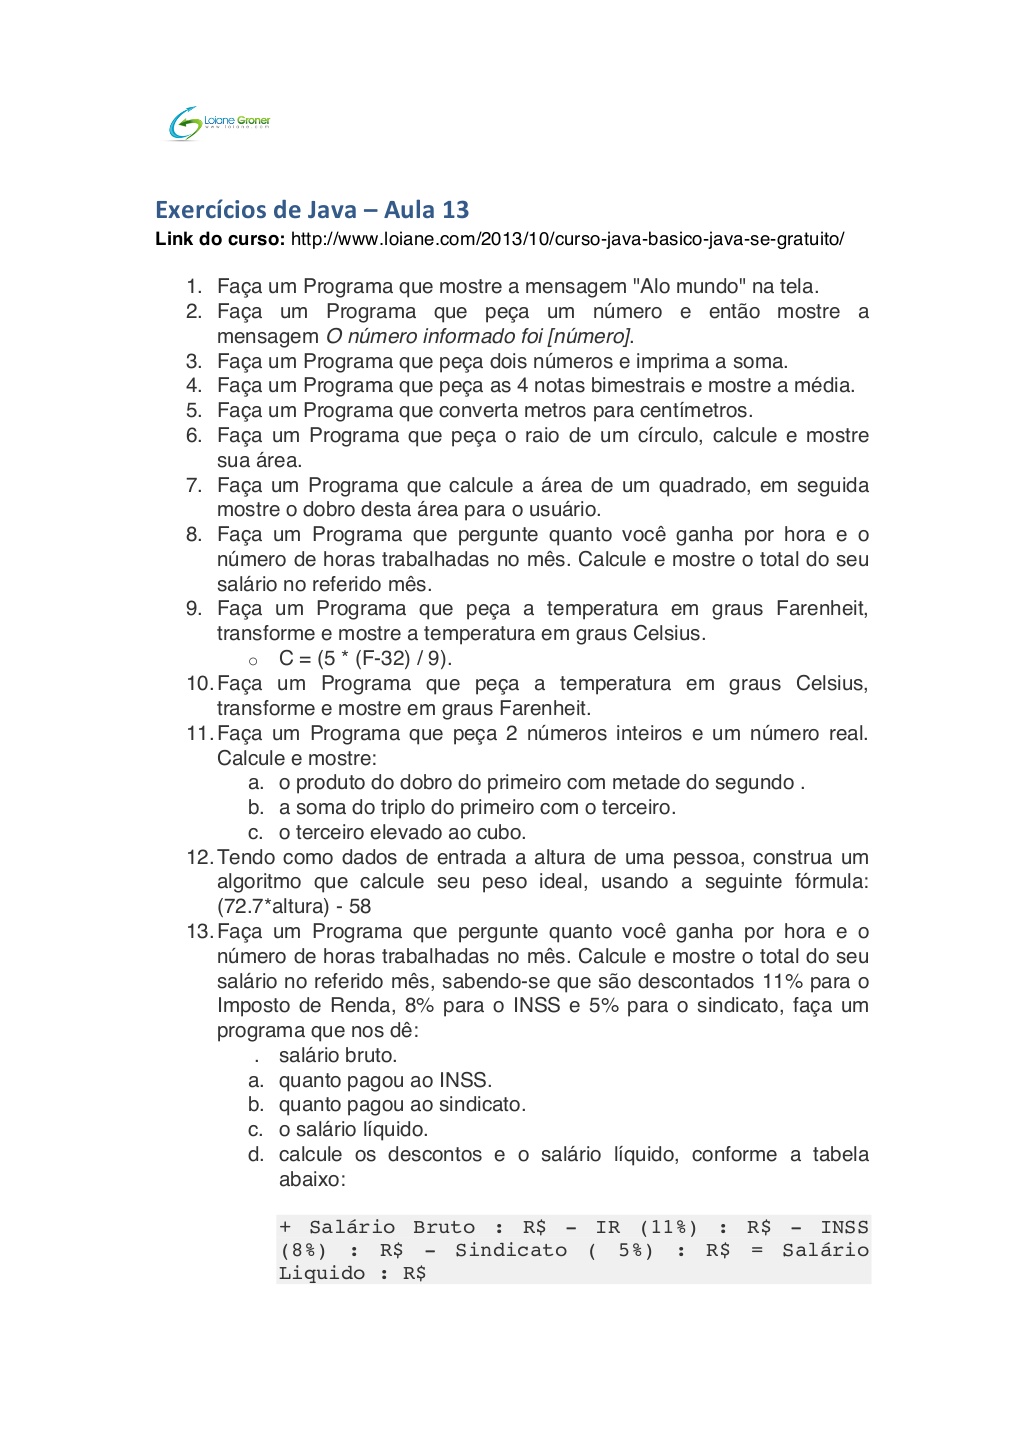 Loiane Groner
www.loiane.com
Exercícios de Java – Aula 13
Link do curso: http://www.loiane.com/2013/10/curso-java-basico-java-se-gratuito/
1. Faça um Programa que mostre a mensagem "Alo mundo" na tela.
2. Faça um Programa que peça um número e então mostre a
mensagem O número informado foi [número].
3. Faça um Programa que peça dois números e imprima a soma.
4. Faça um Programa que peça as 4 notas bimestrais e mostre a média.
5. Faça um Programa que converta metros para centímetros.
6. Faça um Programa que peça o raio de um círculo, calcule e mostre
sua área.
7. Faça um Programa que calcule a área de um quadrado, em seguida
mostre o dobro desta área para o usuário.
8. Faça um Programa que pergunte quanto você ganha por hora e o
número de horas trabalhadas no mês. Calcule e mostre o total do seu
salário no referido mês.
9. Faça um Programa que peça a temperatura em graus Farenheit,
transforme e mostre a temperatura em graus Celsius.
o C = (5 * (F-32) / 9).
10. Faça um Programa que peça a temperatura em graus Celsius,
transforme e mostre em graus Farenheit.
11. Faça um Programa que peça 2 números inteiros e um número real.
Calcule e mostre:
a. o produto do dobro do primeiro com metade do segundo .
b. a soma do triplo do primeiro com o terceiro.
c. o terceiro elevado ao cubo.
12. Tendo como dados de entrada a altura de uma pessoa, construa um
algoritmo que calcule seu peso ideal, usando a seguinte fórmula:
(72.7*altura) - 58
13. Faça um Programa que pergunte quanto você ganha por hora e o
número de horas trabalhadas no mês. Calcule e mostre o total do seu
salário no referido mês, sabendo-se que são descontados 11% para o
Imposto de Renda, 8% para o INSS e 5% para o sindicato, faça um
programa que nos dê:
. salário bruto.
a. quanto pagou ao INSS.
b. quanto pagou ao sindicato.
c. o salário líquido.
d. calcule os descontos e o salário líquido, conforme a tabela
abaixo:
+ Salário Bruto : R$ - IR (11%) : R$ - INSS
(8%) : R$ - Sindicato ( 5%) : R$ = Salário
Liquido : R$